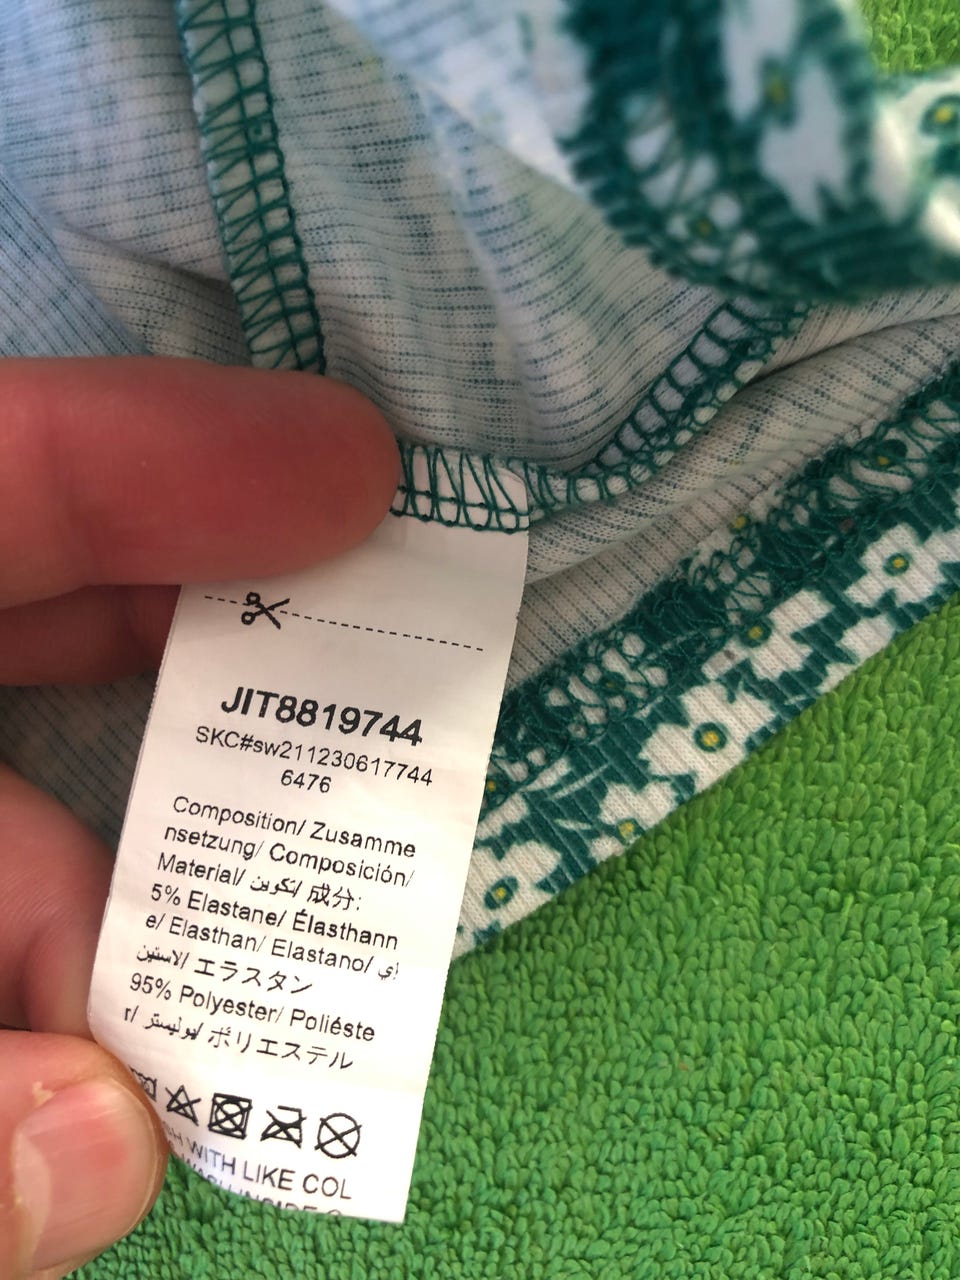 JIT8819744
SKC#sw211230617744
6476
Composition/ Zusamme
nsetzung/ Composición/
Material/ تكوين/ 成分:
5% Elastane/ Élasthann
e/ Elasthan/ Elastano/ إي
لاستين/ エラスタン
95% Polyester/ Poliéste
r/ بوليستر/ ポリエステル
WITH LIKE COL